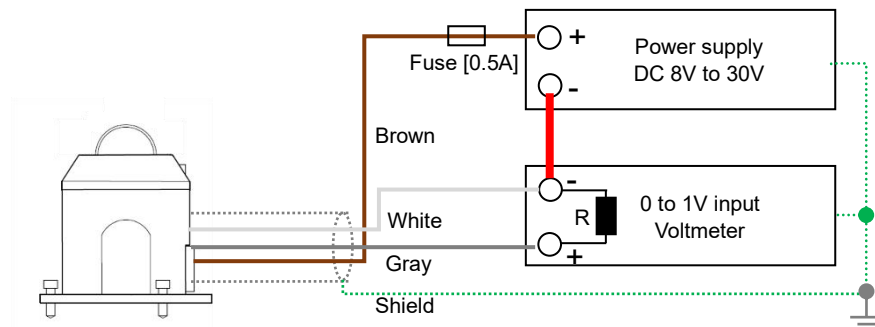 +
Power supply
DC 8V to 30V
Fuse [0.5A]
-
Brown
-
R
0 to 1V input
Voltmeter
White
+
Gray
Shield